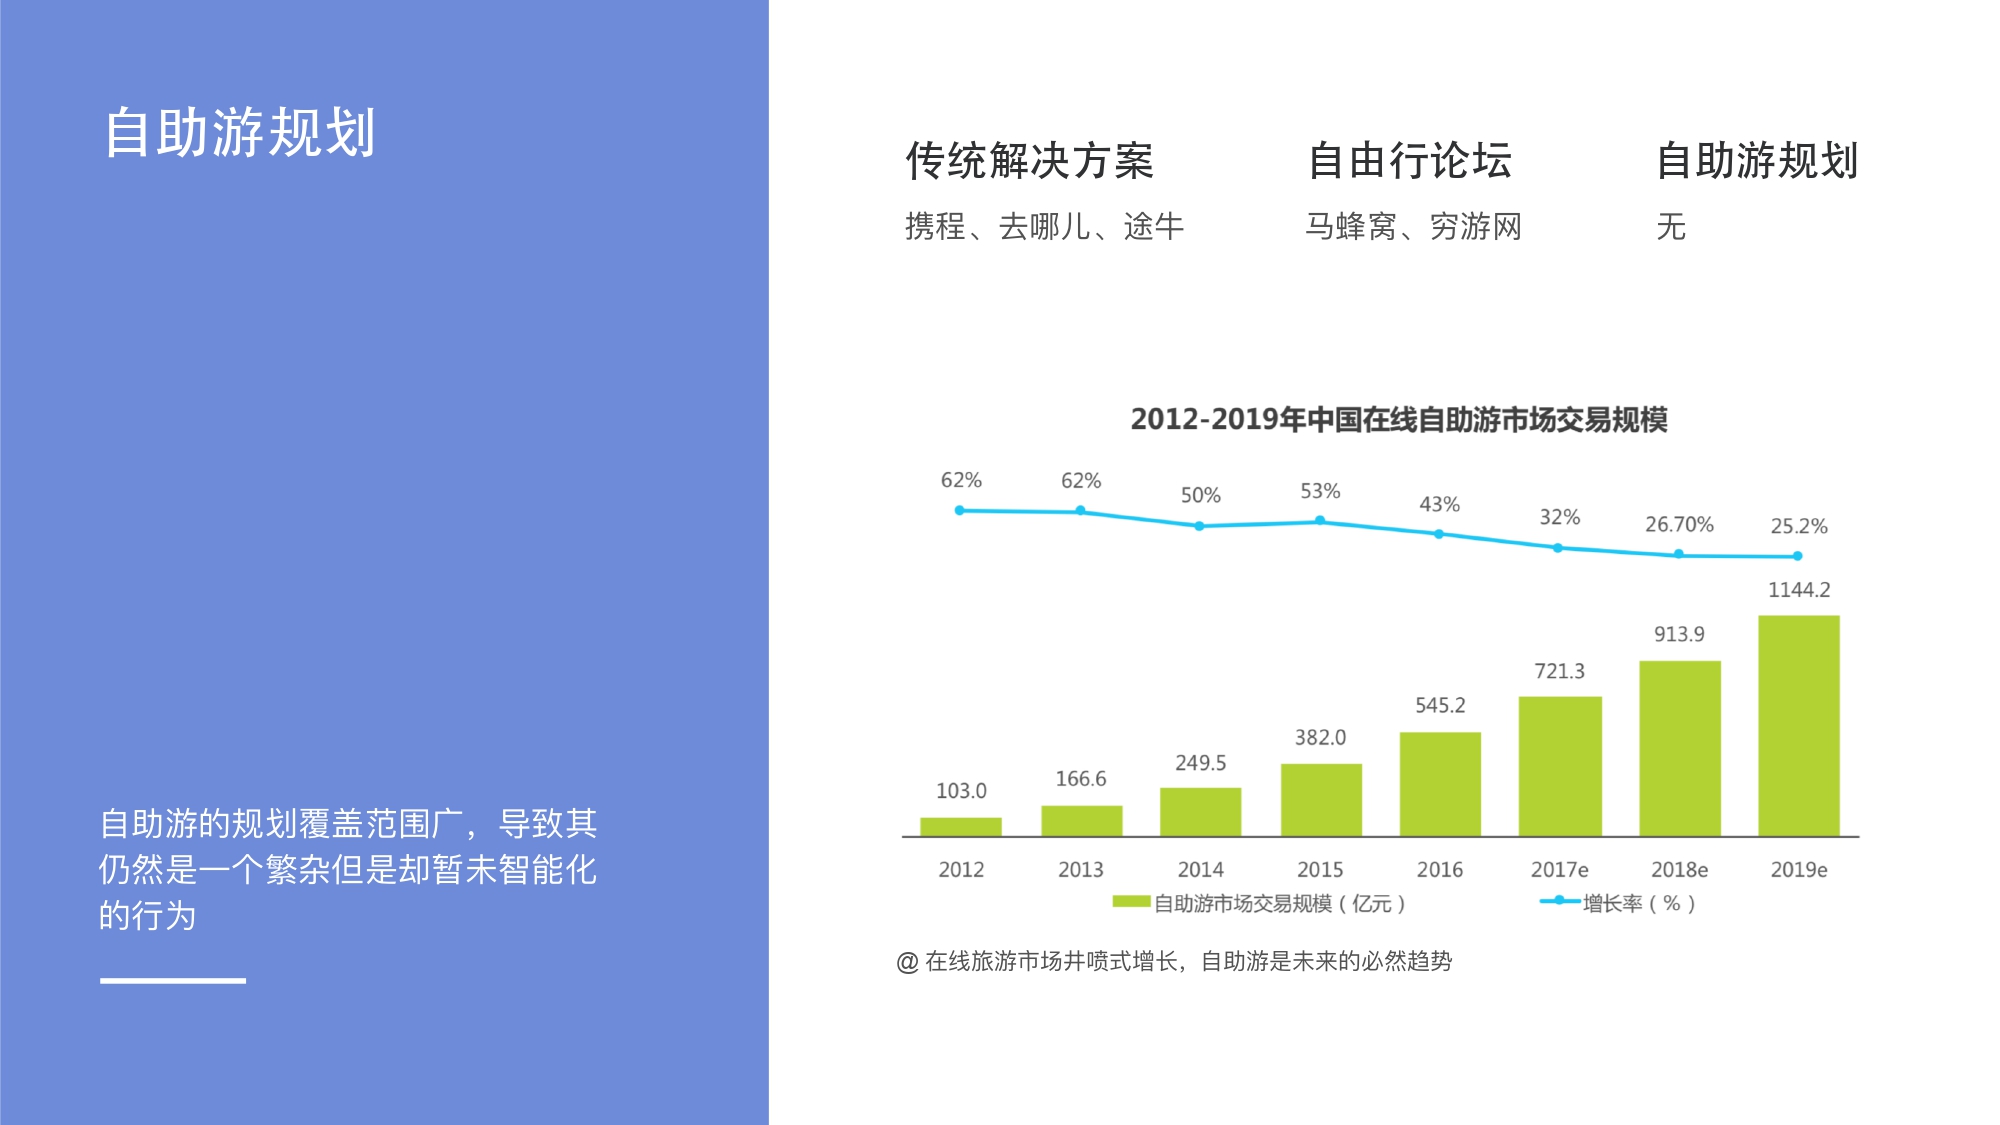 自助游规划
自助游的规划覆盖范围广，导致其
仍然是一个繁杂但是却暂未智能化
的行为
传统解决方案
携程、去哪儿、途牛
自由行论坛
马蜂窝、穷游网
自助游规划
无
2012-2019年中国在线自助游市场交易规模
62% 62% 50% 53% 43% 32% 26.70% 25.2%
103.0 166.6 249.5 382.0 545.2 721.3 913.9 1144.2
2012 2013 2014 2015 2016 2017e 2018e 2019e
自助游市场交易规模（亿元） 增长率（%）
@ 在线旅游市场井喷式增长，自助游是未来的必然趋势